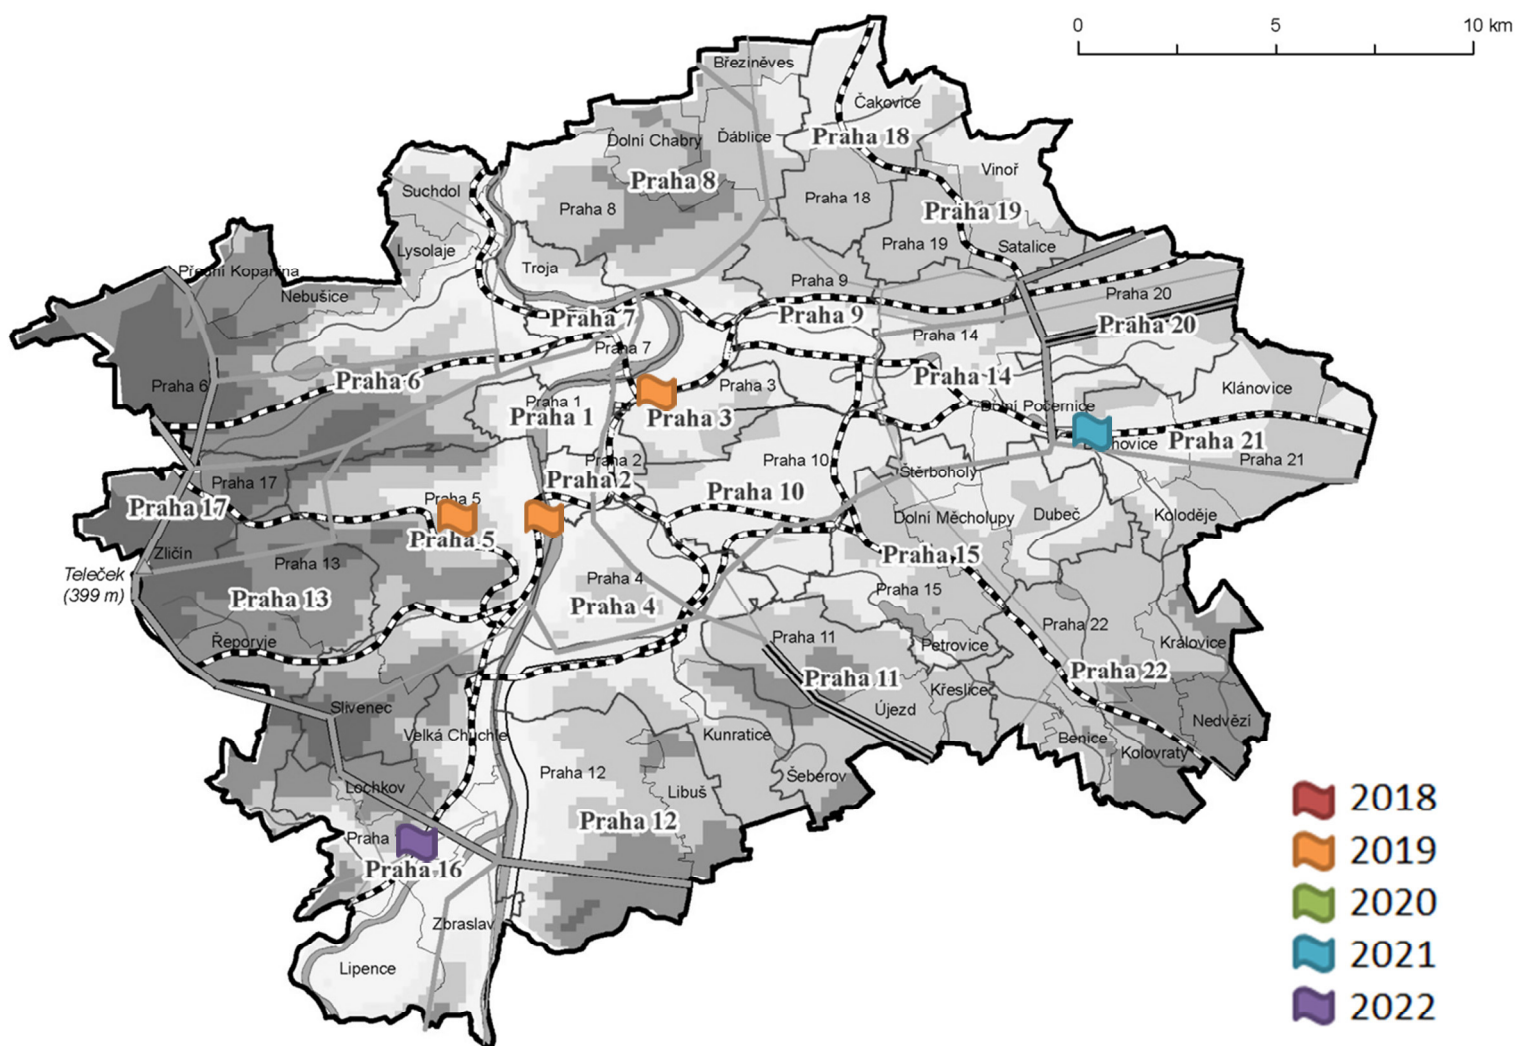 0 5 10 km
Březiněves
Čakovice
Praha 18
Dolní Chabry
Ďáblice
Vinoř
Praha 8
Suchdol
Praha 18
Praha 8
Praha 19
Lysolaje
Praha 19
Satalice
Troja
Přední Kopanina
Nebušice
Praha 9
Praha 20
Praha 7
Praha 9
Praha 20
Praha 14
Praha 7
Praha 6
Praha 14
Praha 6
Praha 3
Klánovice
Praha 1
Dolní Počernice
Praha 1
Praha 3
Praha 21
Praha 2
Praha 10
Praha 21
Štěrboholy
Praha 17
Praha 2
Praha 10
Praha 5
Praha 17
Dolní Měcholupy
Dubeč
Koloděje
Praha 5
Zličín
Praha 15
Teleček
(399 m)
Praha 13
Praha 4
Praha 15
Praha 13
Praha 4
Praha 22
Praha 11
Petrovice
Královice
Řeporyje
Praha 22
Praha 11
Křeslice
Újezd
Slivenec
Nedvězí
Velká Chuchle
Kunratice
Benice
Kolovraty
Praha 12
Šeberov
Lochkov
Libuš
2018
Praha 12
Praha
2019
Praha 16
2020
Zbraslav
2021
Lipence
2022